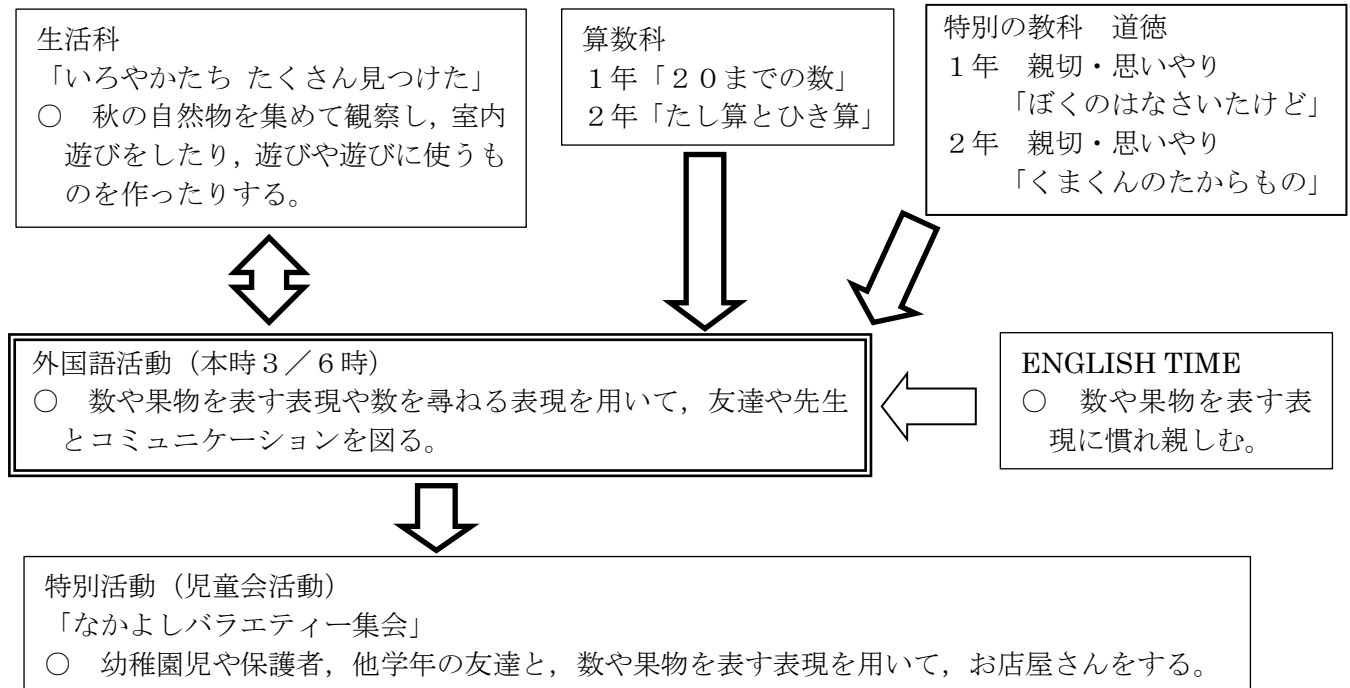 生活科
「いろやかたち たくさん見つけた」
○　秋の自然物を集めて観察し，室内
遊びをしたり，遊びや遊びに使うも
のを作ったりする。
算数科
１年「２０までの数」
２年「たし算とひき算」
特別の教科　道徳
１年　親切・思いやり
「ぼくのはなさいたけど」
２年　親切・思いやり
「くまくんのたからもの」
外国語活動（本時３／６時）
○　数や果物を表す表現や数を尋ねる表現を用いて，友達や先生
とコミュニケーションを図る。
ENGLISH TIME
○　数や果物を表す表
現に慣れ親しむ。
特別活動（児童会活動）
「なかよしバラエティー集会」
○　幼稚園児や保護者，他学年の友達と，数や果物を表す表現を用いて，お店屋さんをする。